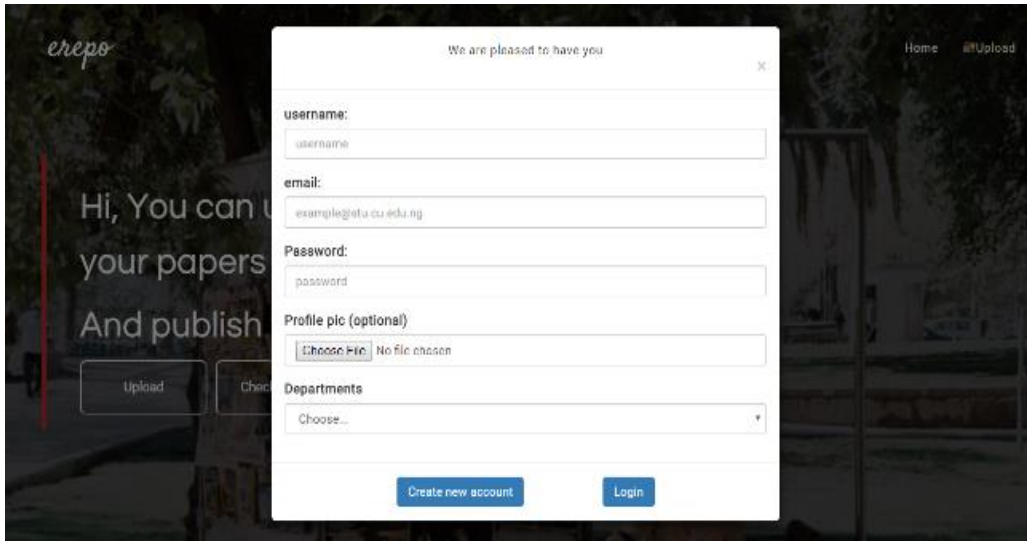 erepo
Home Upload
We are pleased to have you
×
username:
username
email:
example@stu.cu.edu.ng
Password:
password
Profile pic (optional)
Choose File No file chosen
Departments
Choose...
Create new account Login
Hi, You can
your papers
And publish
Upload Chec